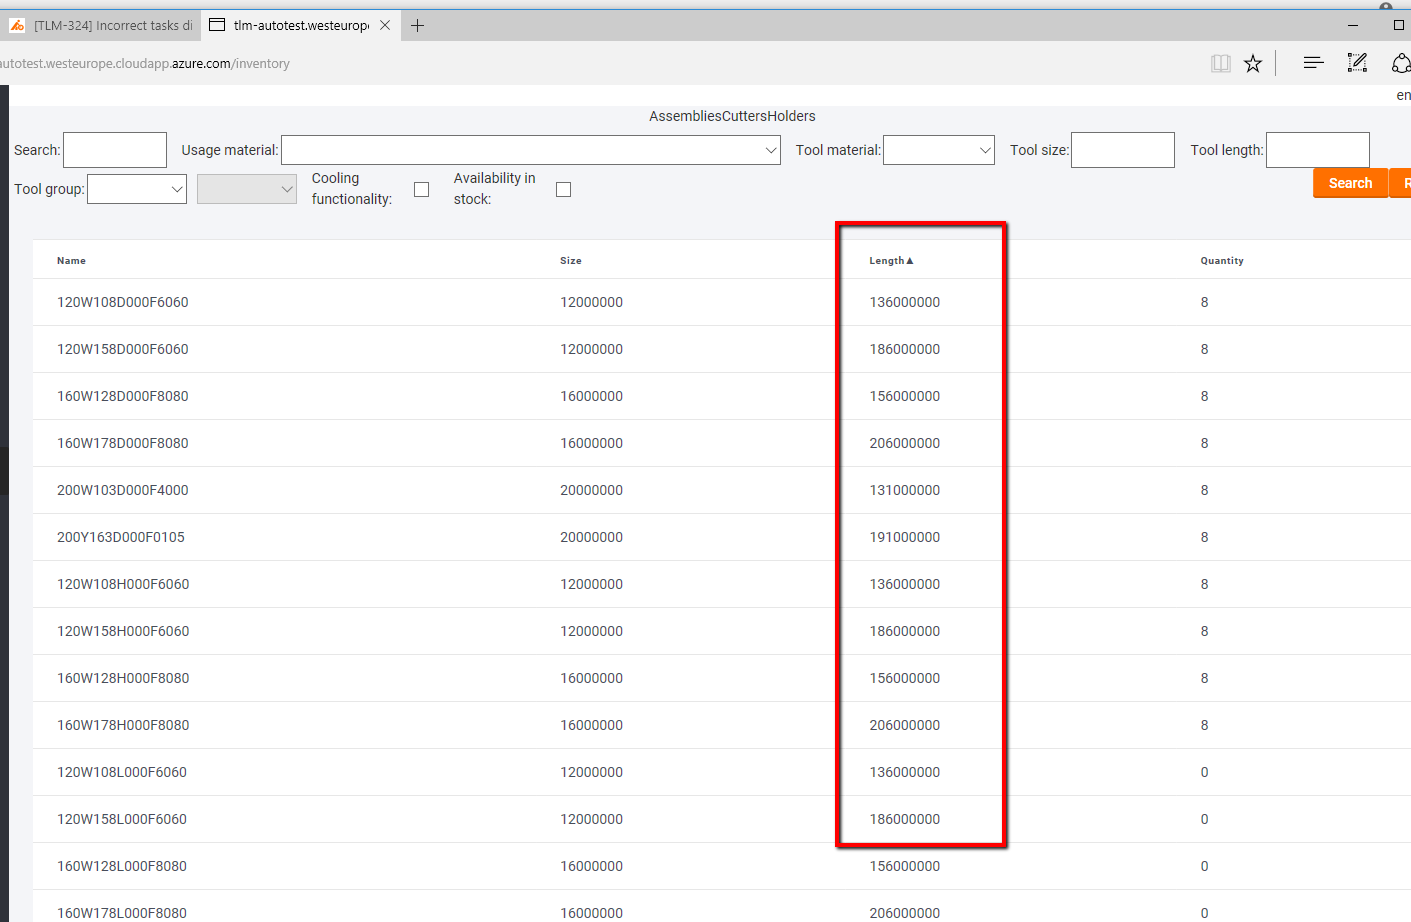 [TLM-324] Incorrect tasks di
tlm-autotest.westeurop
autotest.westeurope.cloudapp.azure.com/inventory
en
AssembliesCuttersHolders
Search: Usage material: Tool material: Tool size: Tool length:
Tool group: Cooling functionality: Availability in stock:
Search R
Name Size Length▲ Quantity
120W108D000F6060 12000000 136000000 8
120W158D000F6060 12000000 186000000 8
160W128D000F8080 16000000 156000000 8
160W178D000F8080 16000000 206000000 8
200W103D000F4000 20000000 131000000 8
200Y163D000F0105 20000000 191000000 8
120W108H000F6060 12000000 136000000 8
120W158H000F6060 12000000 186000000 8
160W128H000F8080 16000000 156000000 8
160W178H000F8080 16000000 206000000 8
120W108L000F6060 12000000 136000000 0
120W158L000F6060 12000000 186000000 0
160W128L000F8080 16000000 156000000 0
160W178L000F8080 16000000 206000000 0